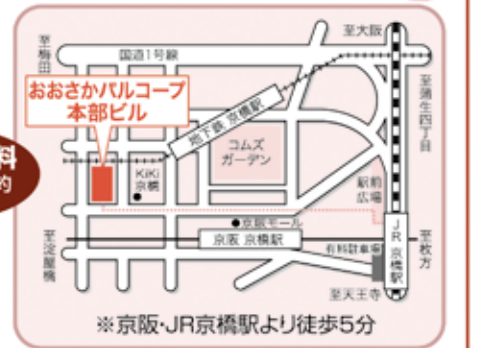 至大阪
至梅田
国道1号線
おおさかパルコープ
本部ビル
地下鉄 京橋駅
至蒲生四丁目
コムズ
ガーデン
KiKi
京橋
駅前
広場
料
約
●京阪モール
京阪 京橋駅
JR 京橋駅
有料駐車場
至淀屋橋
至枚方
至天王寺
※京阪・JR京橋駅より徒歩5分